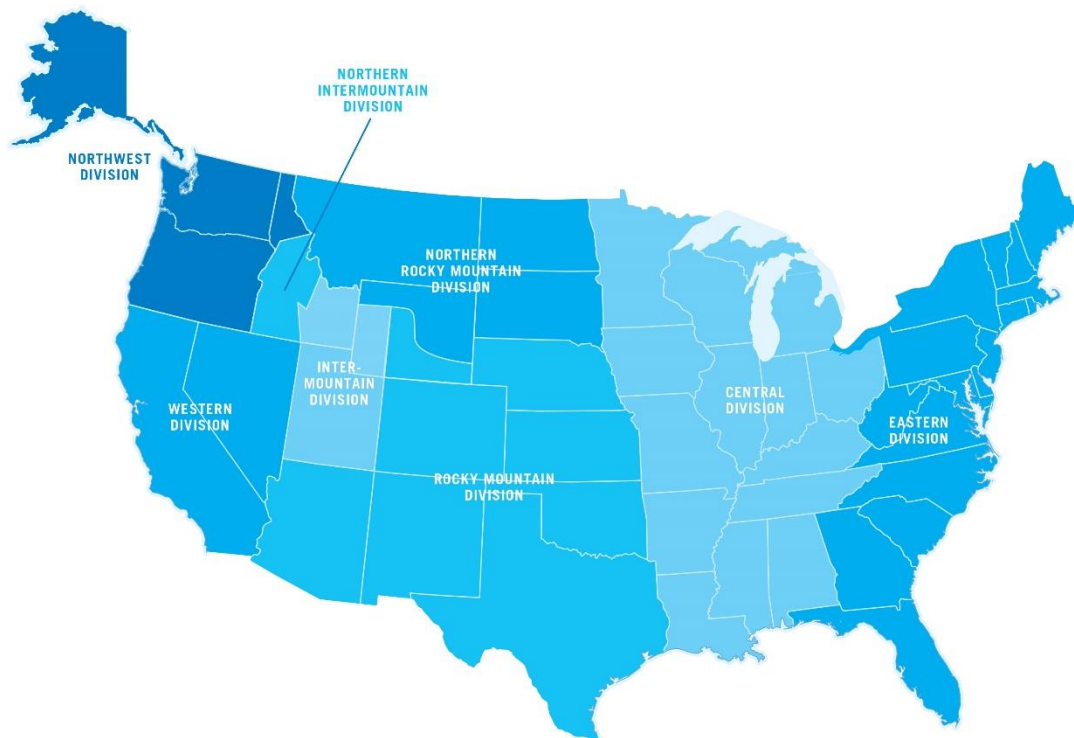 NORTHERN
INTERMOUNTAIN
DIVISION
NORTHWEST
DIVISION
NORTHERN
ROCKY MOUNTAIN
DIVISION
INTER-
MOUNTAIN
DIVISION
WESTERN
DIVISION
CENTRAL
DIVISION
EASTERN
DIVISION
ROCKY MOUNTAIN
DIVISION